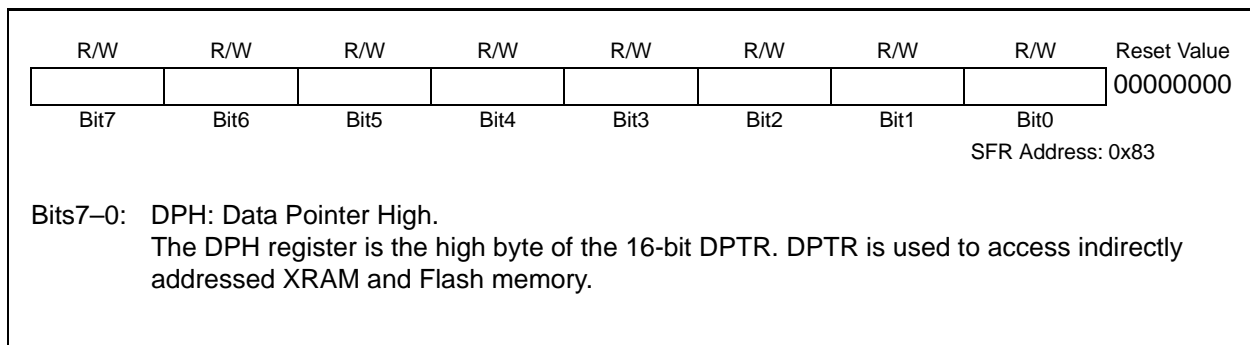 R/W R/W R/W R/W R/W R/W R/W R/W Reset Value
00000000
Bit7 Bit6 Bit5 Bit4 Bit3 Bit2 Bit1 Bit0
SFR Address: 0x83
Bits7–0: DPH: Data Pointer High.
The DPH register is the high byte of the 16-bit DPTR. DPTR is used to access indirectly
addressed XRAM and Flash memory.